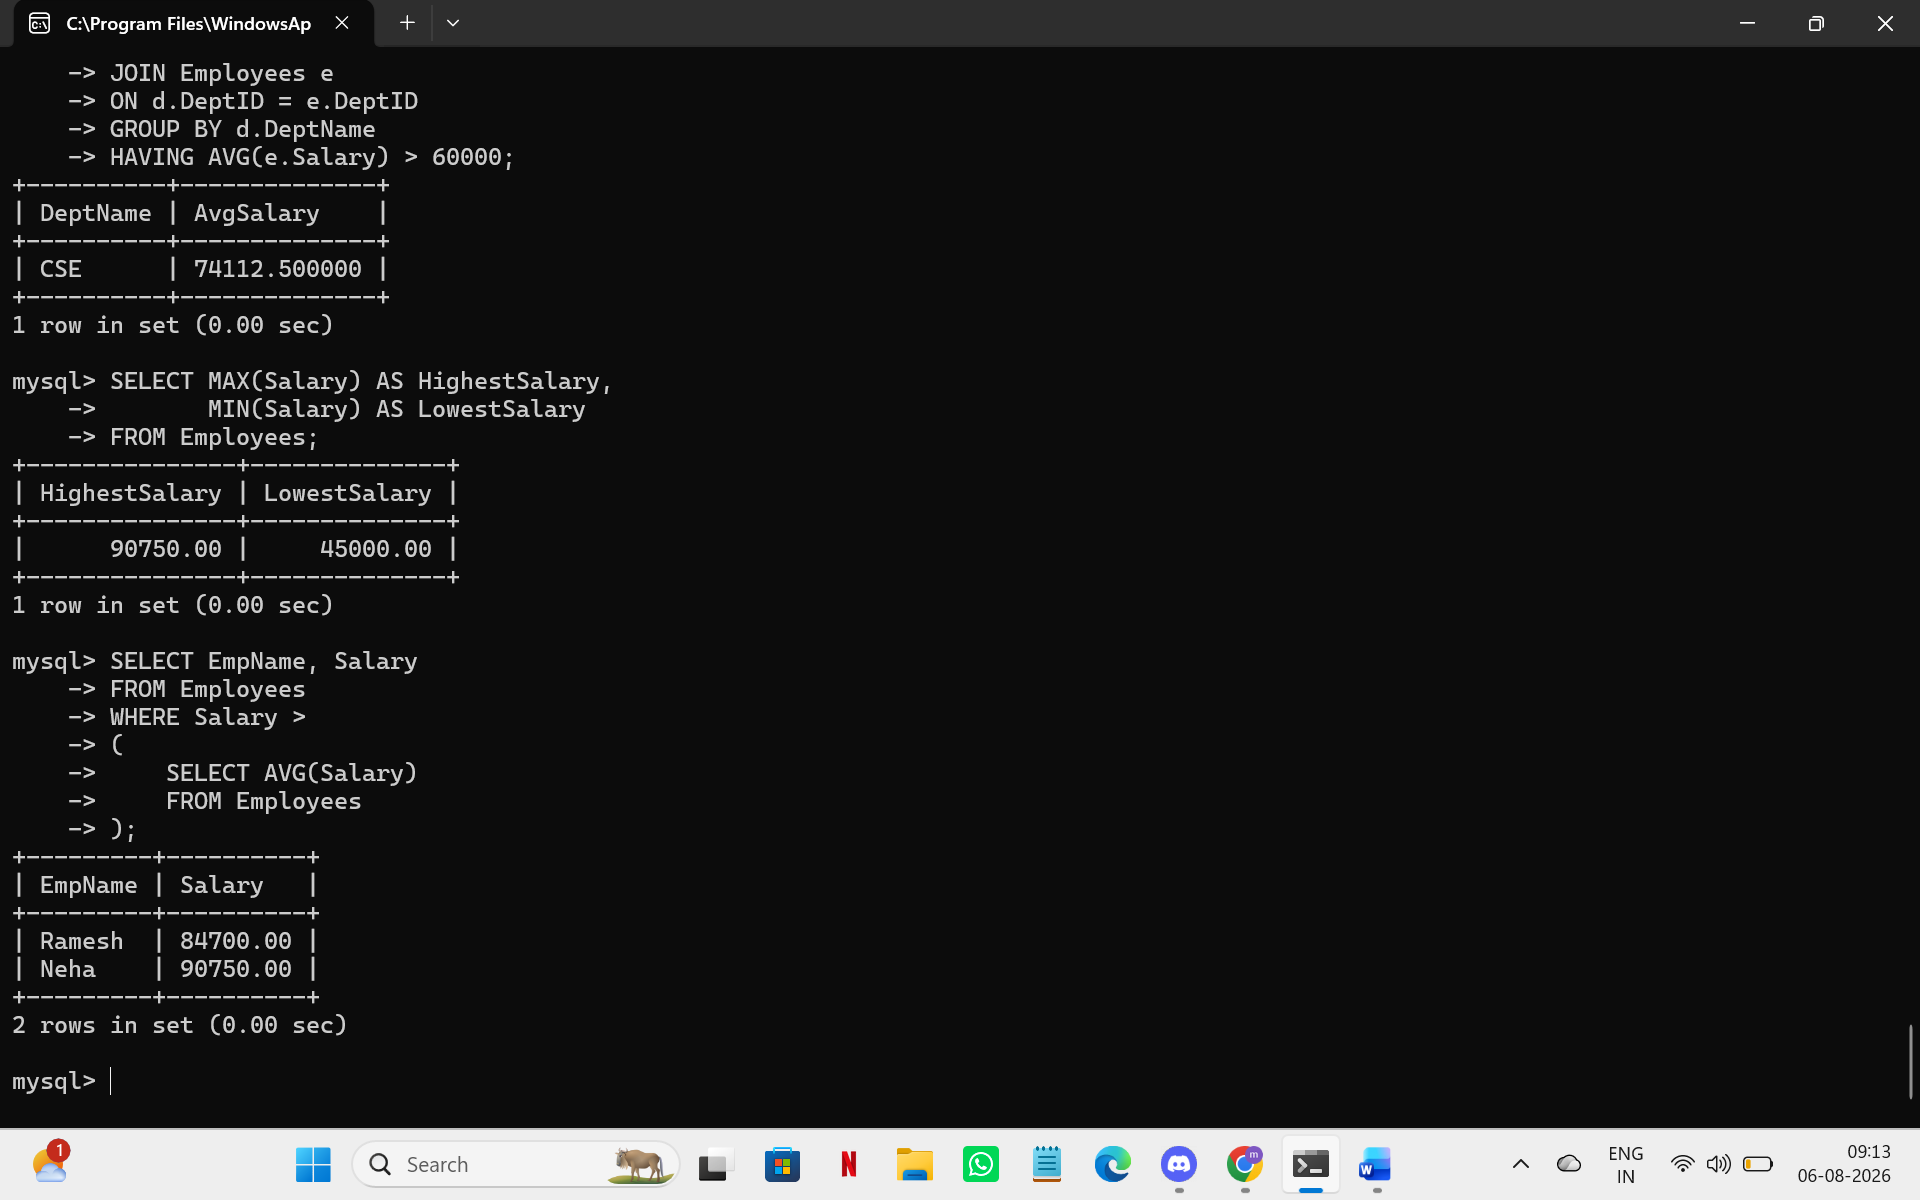 C:\Program Files\WindowsAp
    -> JOIN Employees e
    -> ON d.DeptID = e.DeptID
    -> GROUP BY d.DeptName
    -> HAVING AVG(e.Salary) > 60000;
+----------+--------------+
| DeptName | AvgSalary    |
+----------+--------------+
| CSE      | 74112.500000 |
+----------+--------------+
1 row in set (0.00 sec)
mysql> SELECT MAX(Salary) AS HighestSalary,
    ->        MIN(Salary) AS LowestSalary
    -> FROM Employees;
+---------------+--------------+
| HighestSalary | LowestSalary |
+---------------+--------------+
|      90750.00 |     45000.00 |
+---------------+--------------+
1 row in set (0.00 sec)
mysql> SELECT EmpName, Salary
    -> FROM Employees
    -> WHERE Salary >
    -> (
    ->     SELECT AVG(Salary)
    ->     FROM Employees
    -> );
+---------+----------+
| EmpName | Salary   |
+---------+----------+
| Ramesh  | 84700.00 |
| Neha    | 90750.00 |
+---------+----------+
2 rows in set (0.00 sec)
mysql>
1
Search
N
m
W
ENG
IN
09:13
06-08-2026